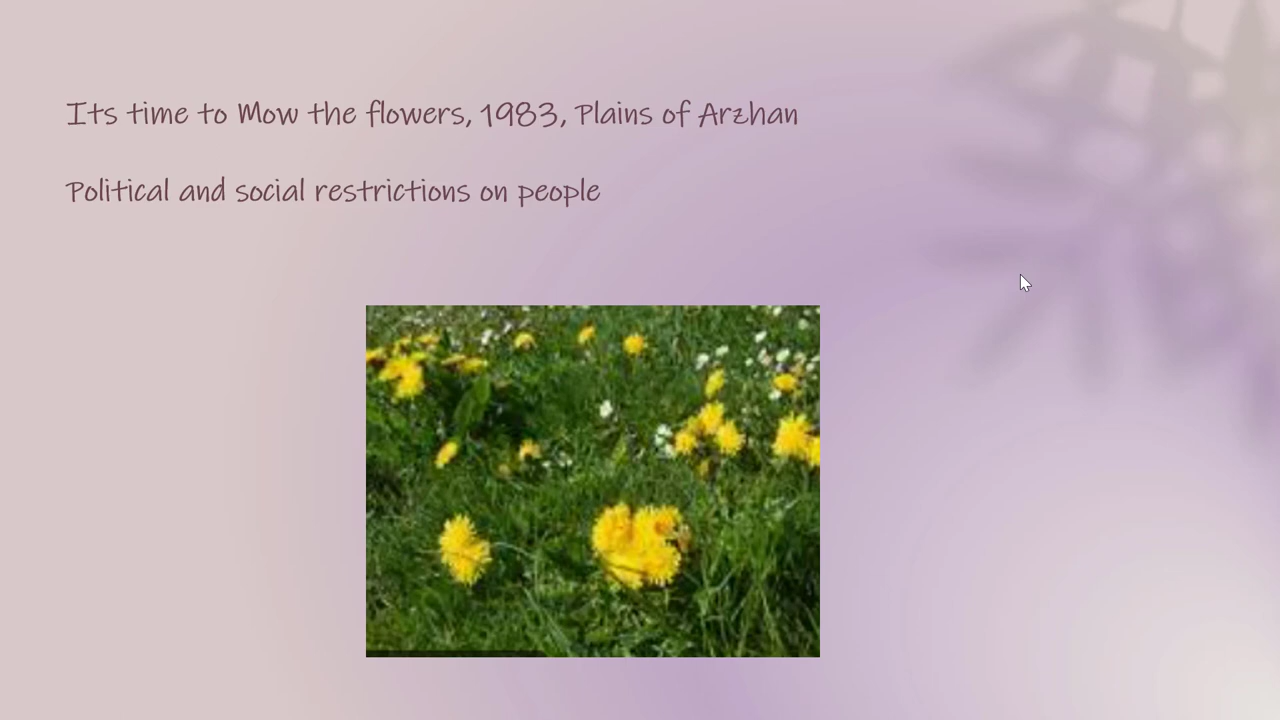 Its time to Mow the flowers, 1983, Plains of Arzhan
Political and social restrictions on people